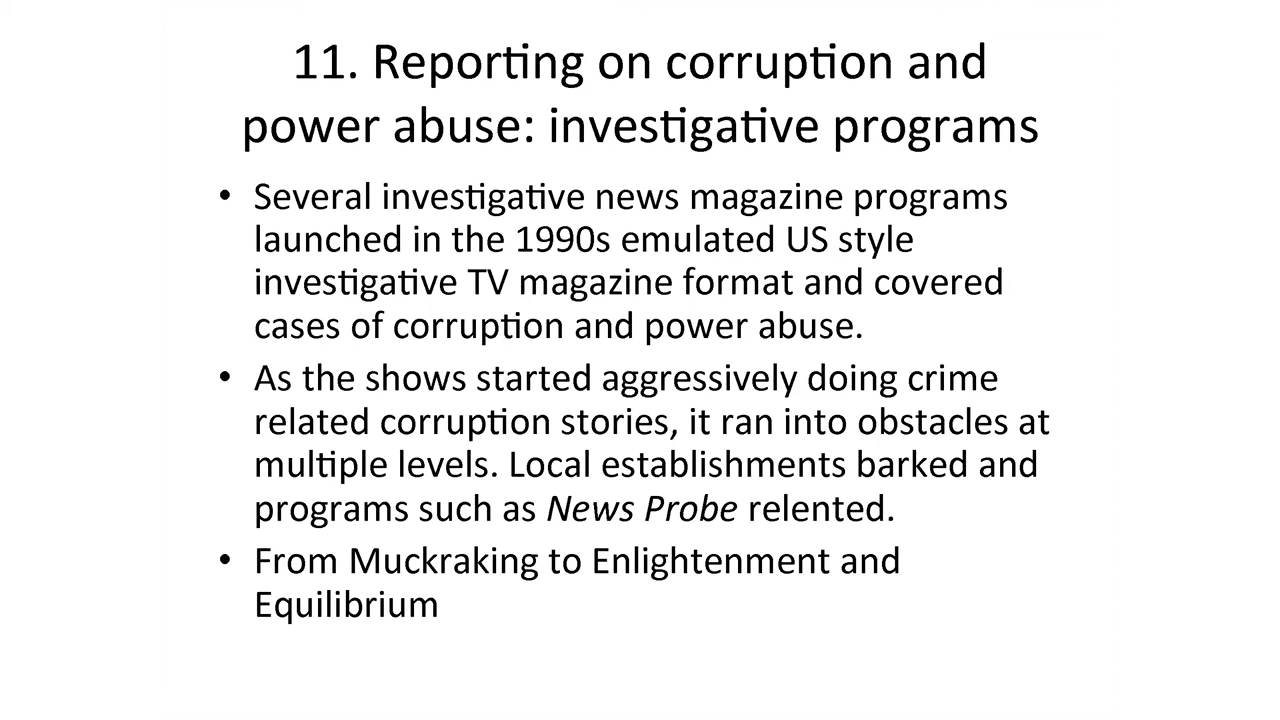 11. Reporting on corruption and
power abuse: investigative programs
• Several investigative news magazine programs
launched in the 1990s emulated US style
investigative TV magazine format and covered
cases of corruption and power abuse.
• As the shows started aggressively doing crime
related corruption stories, it ran into obstacles at
multiple levels. Local establishments barked and
programs such as News Probe relented.
• From Muckraking to Enlightenment and
Equilibrium